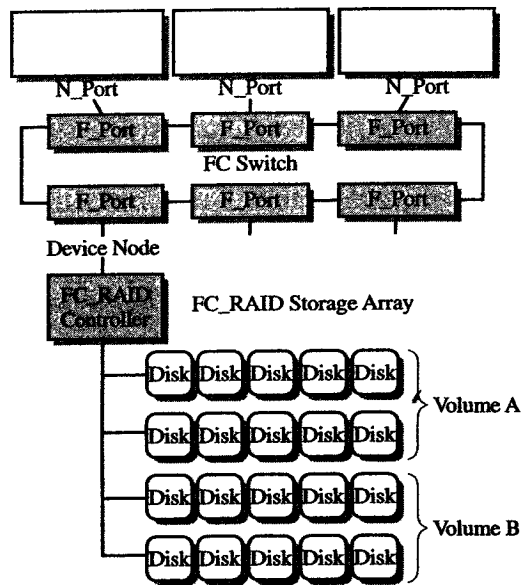 N_Port N_Port N_Port
F_Port F_Port F_Port
FC Switch
F_Port F_Port F_Port
Device Node
FC_RAID
Controller
FC_RAID Storage Array
Disk Disk Disk Disk Disk
Volume A
Disk Disk Disk Disk Disk
Disk Disk Disk Disk Disk
Volume B
Disk Disk Disk Disk Disk